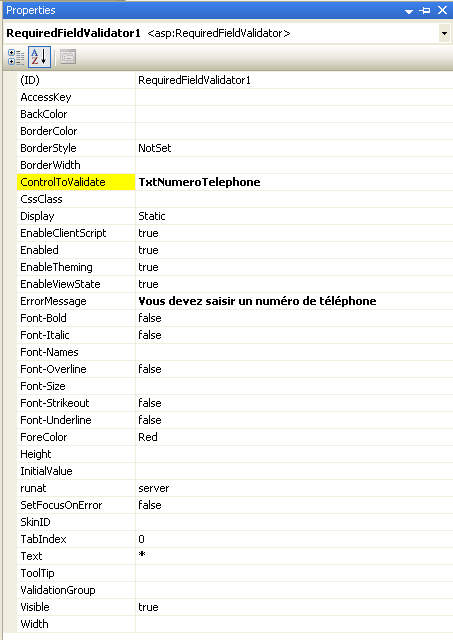 Properties
RequiredFieldValidator1 <asp:RequiredFieldValidator>
(ID) RequiredFieldValidator1
AccessKey
BackColor
BorderColor
BorderStyle NotSet
BorderWidth
ControlToValidate TxtNumeroTelephone
CssClass
Display Static
EnableClientScript true
Enabled true
EnableTheming true
EnableViewState true
ErrorMessage Vous devez saisir un numéro de téléphone
Font-Bold false
Font-Italic false
Font-Names
Font-Overline false
Font-Size
Font-Strikeout false
Font-Underline false
ForeColor Red
Height
InitialValue
runat server
SetFocusOnError false
SkinID
TabIndex 0
Text *
ToolTip
ValidationGroup
Visible true
Width